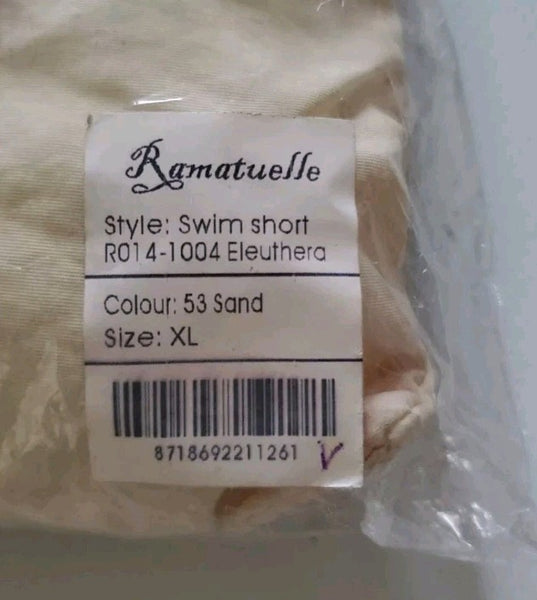 Ramatuelle
Style: Swim short
R014-1004 Eleuthera
Colour: 53 Sand
Size: XL
8718692211261